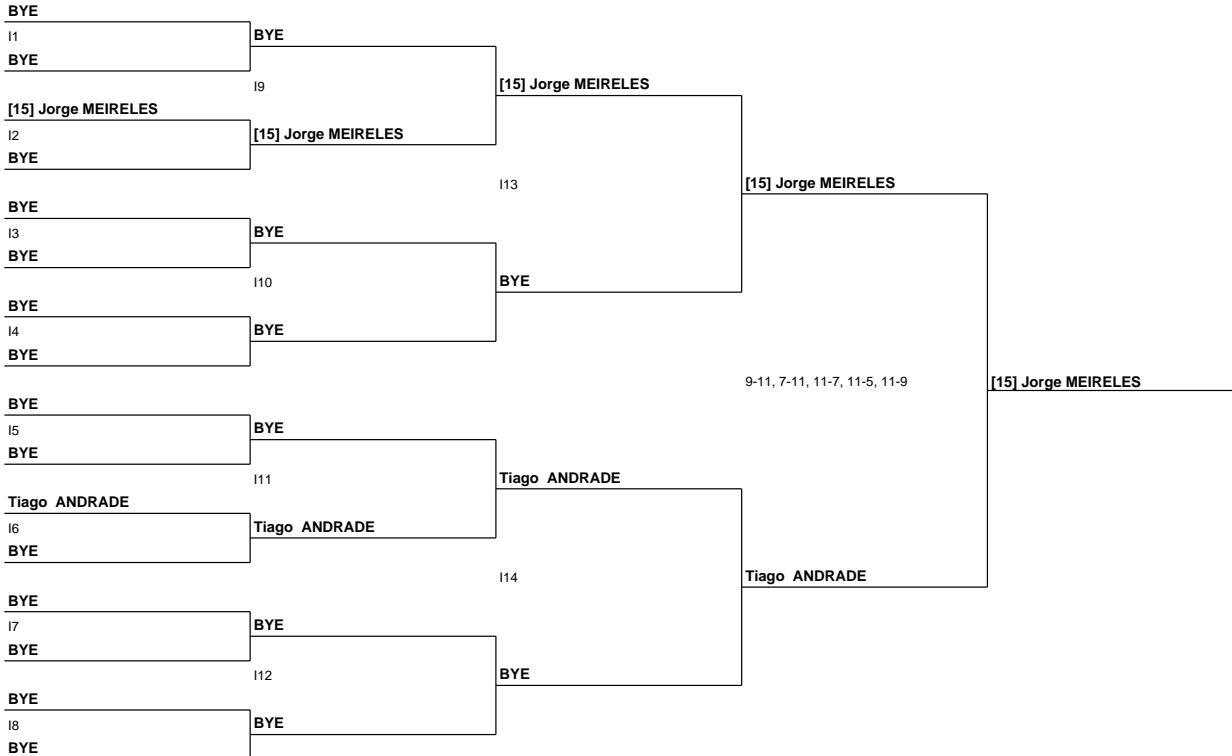 BYE
I1
BYE
BYE
I9
[15] Jorge MEIRELES
[15] Jorge MEIRELES
I2
[15] Jorge MEIRELES
BYE
I13
[15] Jorge MEIRELES
BYE
I3
BYE
BYE
I10
BYE
BYE
I4
BYE
BYE
9-11, 7-11, 11-7, 11-5, 11-9
[15] Jorge MEIRELES
BYE
I5
BYE
BYE
I11
Tiago ANDRADE
Tiago ANDRADE
I6
Tiago ANDRADE
BYE
I14
Tiago ANDRADE
BYE
I7
BYE
BYE
I12
BYE
BYE
I8
BYE
BYE